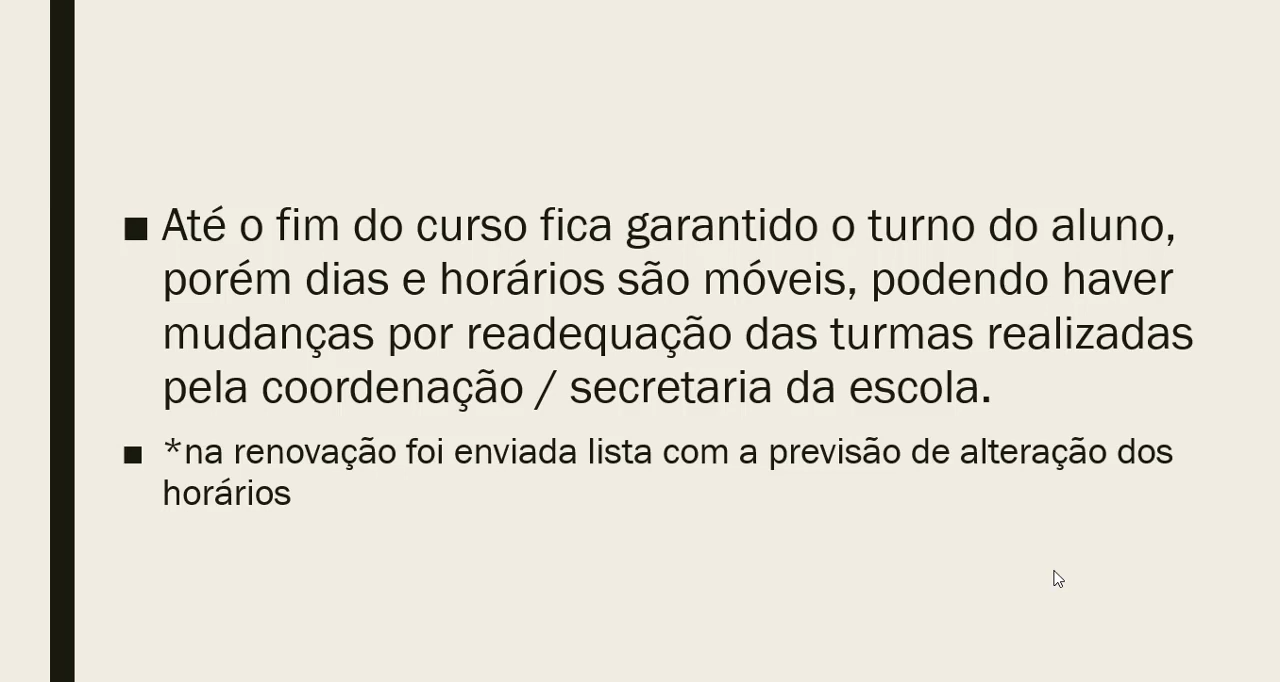 ■ Até o fim do curso fica garantido o turno do aluno,
porém dias e horários são móveis, podendo haver
mudanças por readequação das turmas realizadas
pela coordenação / secretaria da escola.
■ *na renovação foi enviada lista com a previsão de alteração dos
horários